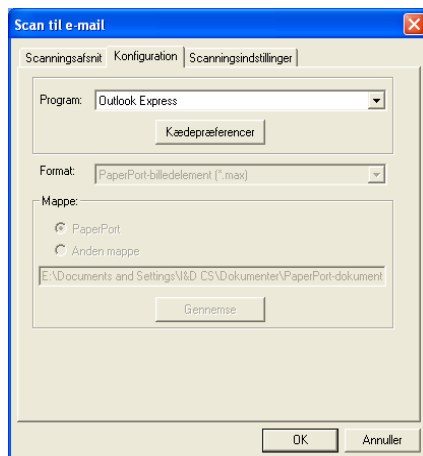 Scan til e-mail
Scanningsafsnit Konfiguration Scanningsindstillinger
Program: Outlook Express
Kædepræferencer
Format: PaperPort-billedelement (*.max)
Mappe:
PaperPort
Anden mappe
E:\Documents and Settings\I&D CS\Dokumenter\PaperPort-dokument
Gennemse
OK Annuller